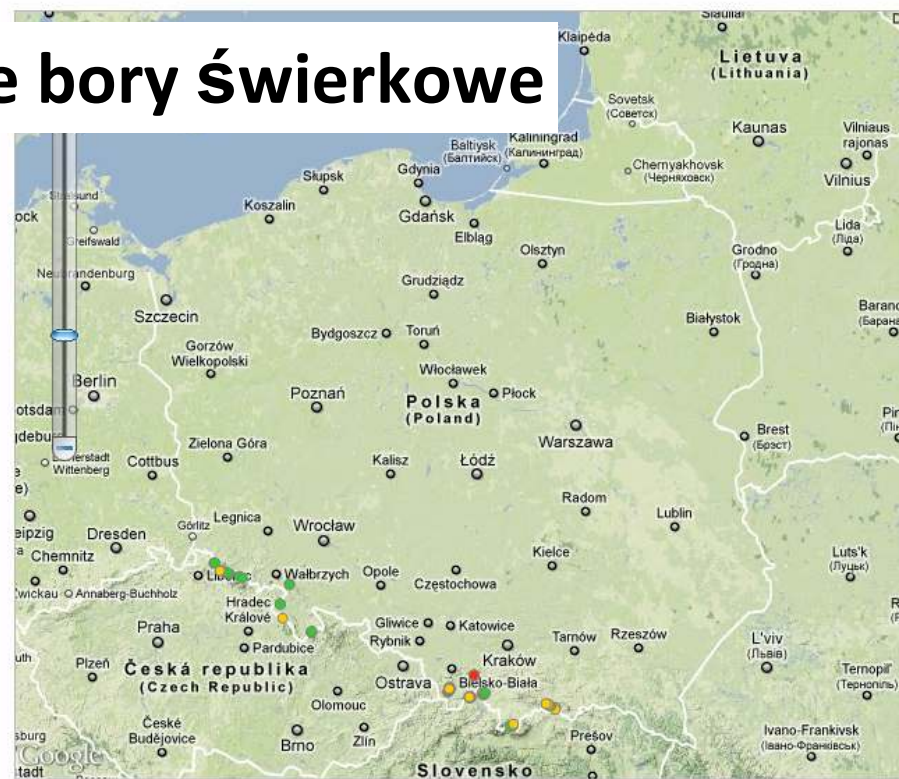 e bory świerkowe
Šiauliai
Klaipėda
Lietuva
(Lithuania)
Sovetsk
(Советск)
Kaliningrad
(Калининград)
Baltiysk
(Балтийск)
Kaunas
Vilniaus
rajonas
Chernyakhovsk
(Черняховск)
Vilnius
Gdynia
Słupsk
Stralsund
Koszalin
Gdańsk
Elbląg
Lida
(Ліда)
Greifswald
Olsztyn
Grodno
(Гродна)
Neubrandenburg
Grudziądz
Szczecin
Białystok
Bydgoszcz
Toruń
Gorzów
Wielkopolski
Włocławek
Berlin
Poznań
Polska
(Poland)
Płock
Brest
(Брэст)
Warszawa
Zielona Góra
Wittenberg
Cottbus
Kalisz
Łódź
Radom
Lublin
Legnica
Wrocław
Görlitz
Dresden
Kielce
Luts'k
(Луцьк)
Chemnitz
Liberec
Wałbrzych
Opole
Częstochowa
Zwickau
Annaberg-Buchholz
Hradec
Králové
Gliwice
Katowice
Praha
Rybnik
Tarnów
Rzeszów
L'viv
(Львів)
Pardubice
Kraków
Plzeň
Česká republika
(Czech Republic)
Ostrava
Bielsko-Biała
Ternopil'
(Тернопіль)
Olomouc
České
Budějovice
Brno
Zlín
Prešov
Ivano-Frankivsk
(Івано-Франківськ)
Google
Slovensko